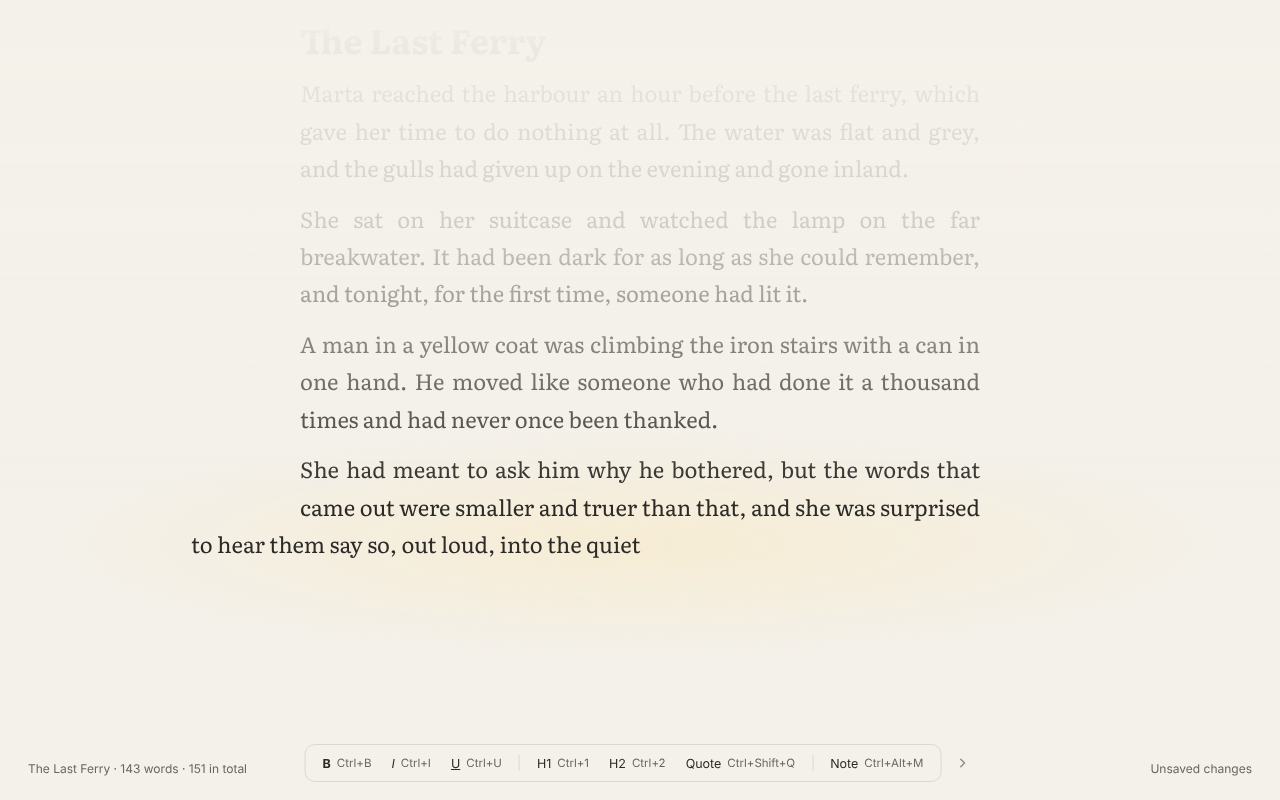 The Last Ferry
Marta reached the harbour an hour before the last ferry, which
gave her time to do nothing at all. The water was flat and grey,
and the gulls had given up on the evening and gone inland.
She sat on her suitcase and watched the lamp on the far
breakwater. It had been dark for as long as she could remember,
and tonight, for the first time, someone had lit it.
A man in a yellow coat was climbing the iron stairs with a can in
one hand. He moved like someone who had done it a thousand
times and had never once been thanked.
She had meant to ask him why he bothered, but the words that
came out were smaller and truer than that, and she was surprised
to hear them say so, out loud, into the quiet
The Last Ferry · 143 words · 151 in total
B Ctrl+B I Ctrl+I U Ctrl+U H1 Ctrl+1 H2 Ctrl+2 Quote Ctrl+Shift+Q Note Ctrl+Alt+M
Unsaved changes